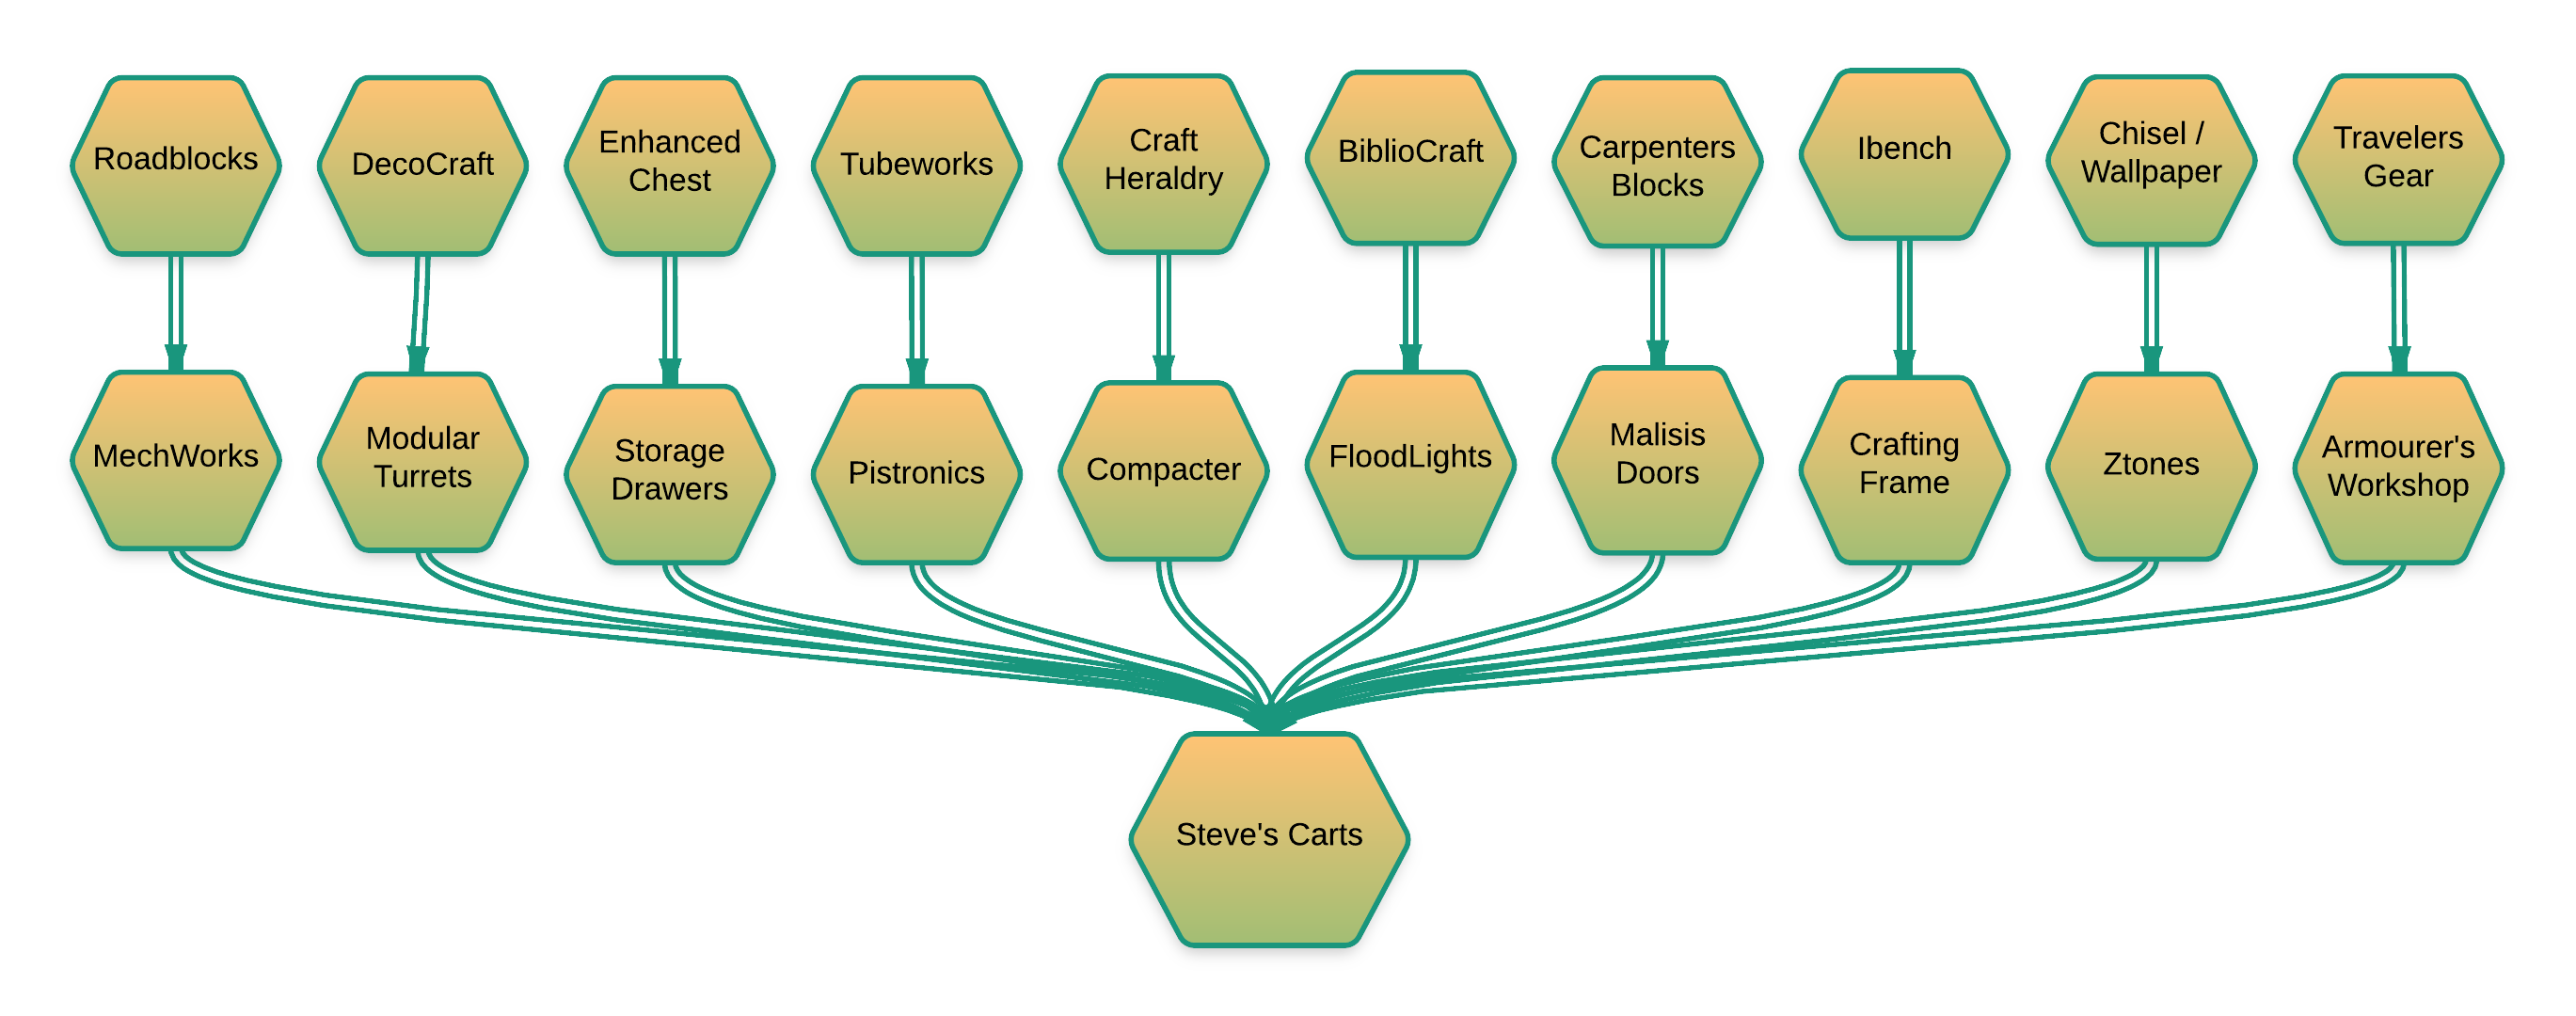 Roadblocks
DecoCraft
Enhanced
Chest
Tubeworks
Craft
Heraldry
BiblioCraft
Carpenters
Blocks
Ibench
Chisel /
Wallpaper
Travelers
Gear
MechWorks
Modular
Turrets
Storage
Drawers
Pistronics
Compacter
FloodLights
Malisis
Doors
Crafting
Frame
Ztones
Armourer's
Workshop
Steve's Carts